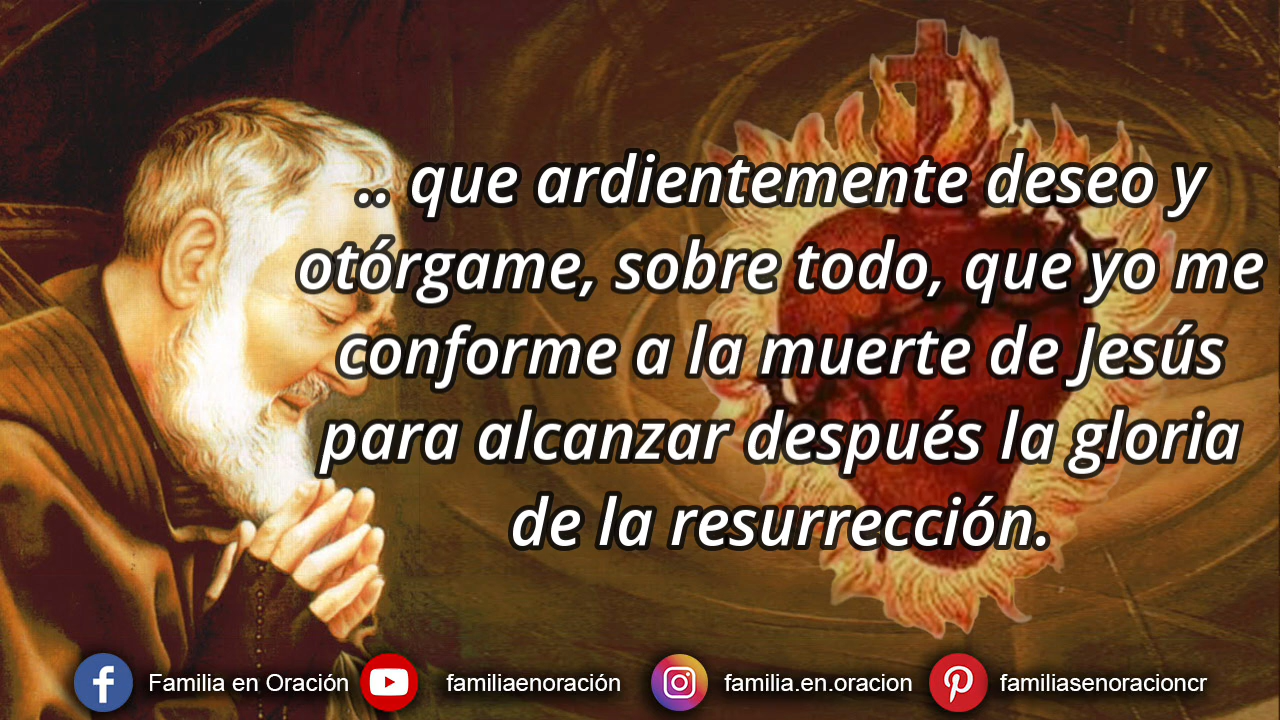 .. que ardientemente deseo y
otórgame, sobre todo, que yo me
conforme a la muerte de Jesús
para alcanzar después la gloria
de la resurrección.
Familia en Oración familiaenoración familia.en.oracion familiasenoracioncr